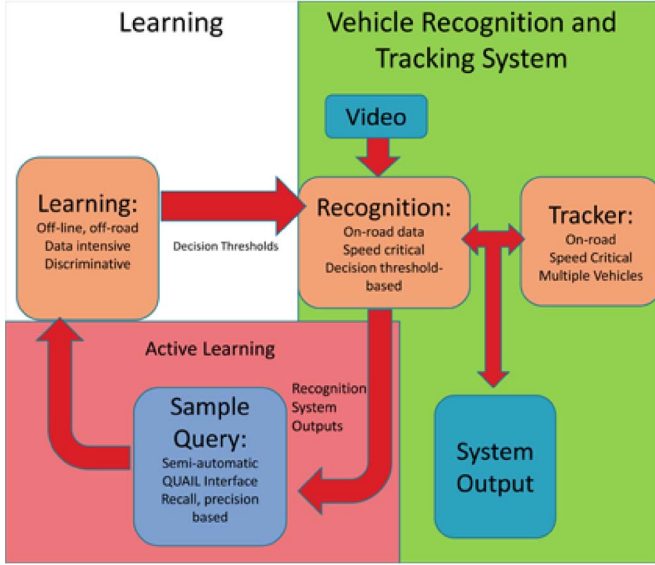 Learning
Vehicle Recognition and
Tracking System
Video
Learning:
Off-line, off-road
Data intensive
Discriminative
Decision Thresholds
Recognition:
On-road data
Speed critical
Decision threshold-
based
Tracker:
On-road
Speed Critical
Multiple Vehicles
Active Learning
Recognition
System
Outputs
Sample
Query:
Semi-automatic
QUAIL Interface
Recall, precision
based
System
Output